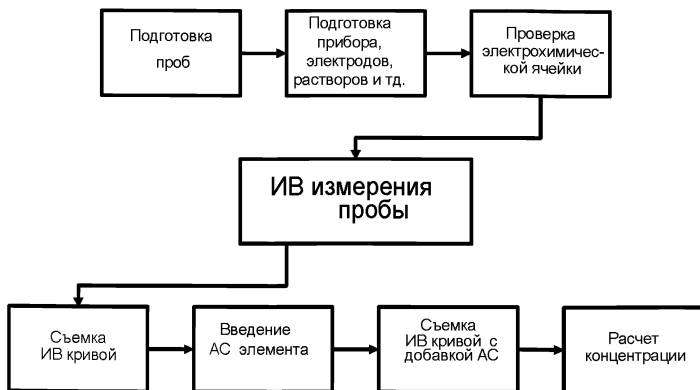 Подготовка
проб
Подготовка
прибора,
электродов,
растворов и тд.
Проверка
электрохимичес-
кой ячейки
ИВ измерения
пробы
Съемка
ИВ кривой
Введение
АС элемента
Съемка
ИВ кривой с
добавкой АС
Расчет
концентрации